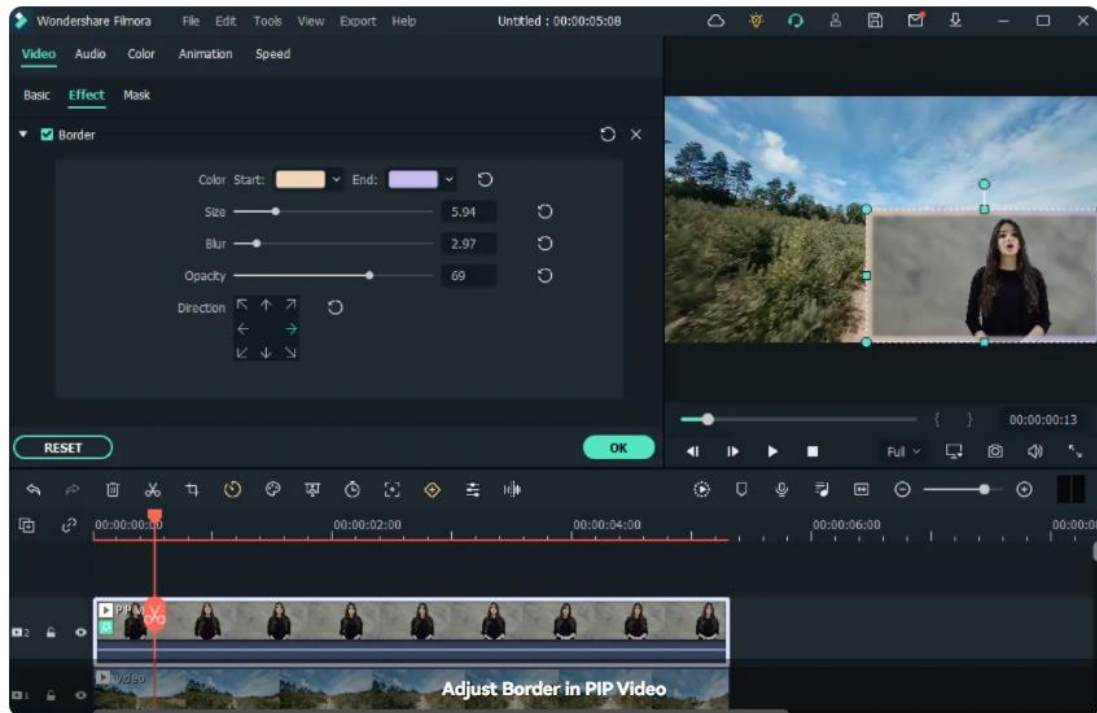 Wondershare Filmora File Edit Tools View Export Help Untitled : 00:00:05:08
Video Audio Color Animation Speed
Basic Effect Mask
Border
Color Start: End:
Size 5.94
Blur 2.97
Opacity 69
Direction
{ } 00:00:00:13
RESET OK
Full
00:00:00:00 00:00:02:00 00:00:04:00 00:00:06:00
2
Video
1
Adjust Border in PIP Video